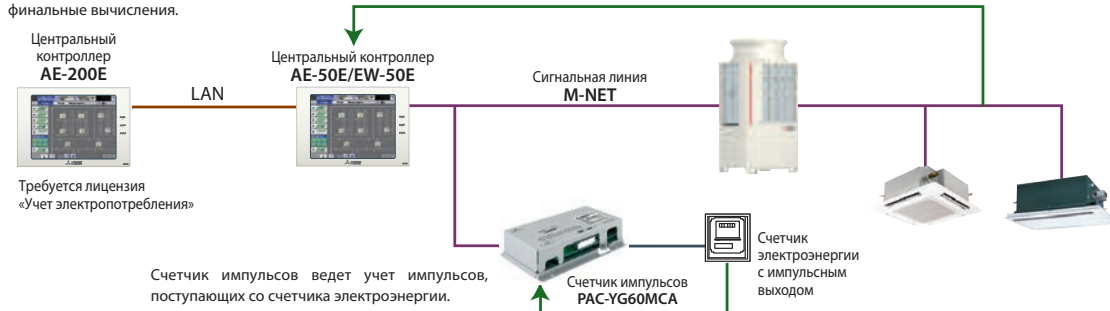 финальные вычисления.
Центральный
контроллер
AE-200E
LAN
Центральный контроллер
AE-50E/EW-50E
Сигнальная линия
M-NET
Требуется лицензия
«Учет электропотребления»
Счетчик импульсов ведет учет импульсов,
поступающих со счетчика электроэнергии.
Счетчик импульсов
PAC-YG60MCA
Счетчик
электроэнергии
с импульсным
выходом